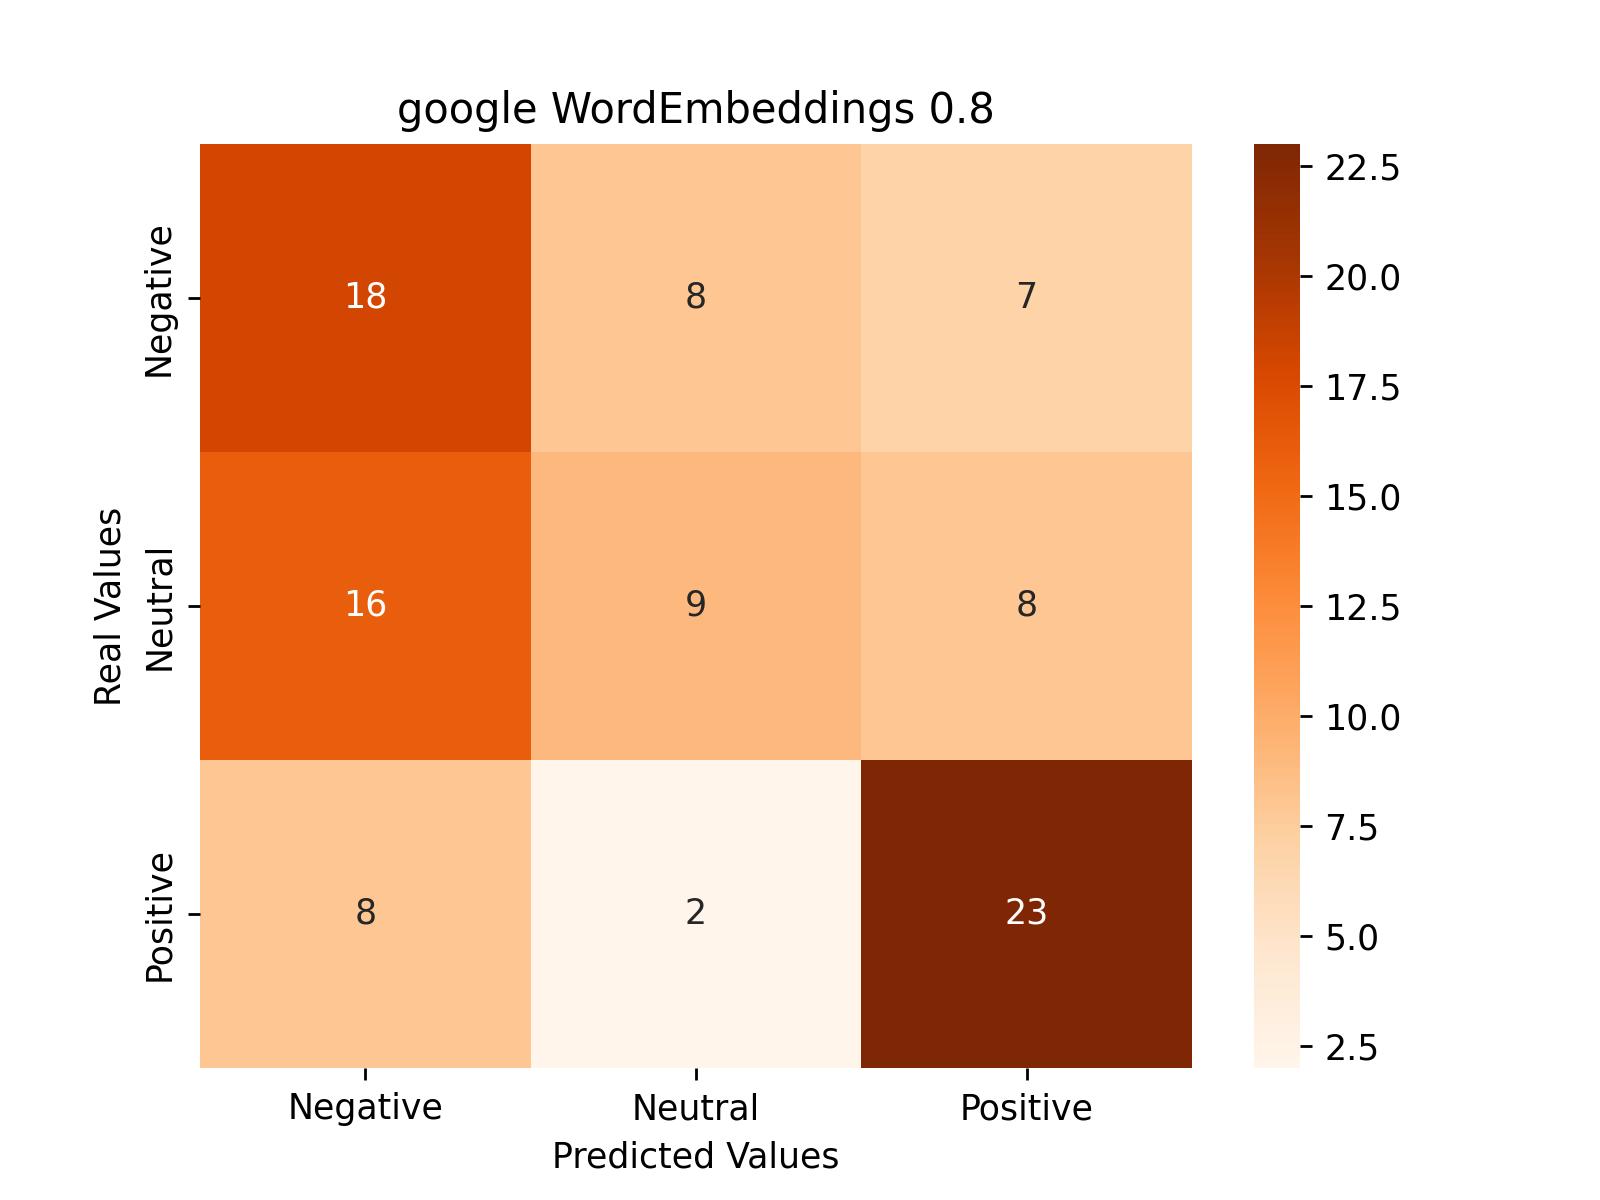 google WordEmbeddings 0.8
Real Values
Negative
Neutral
Positive
18 8 7
16 9 8
8 2 23
Negative Neutral Positive
Predicted Values
22.5
20.0
17.5
15.0
12.5
10.0
7.5
5.0
2.5